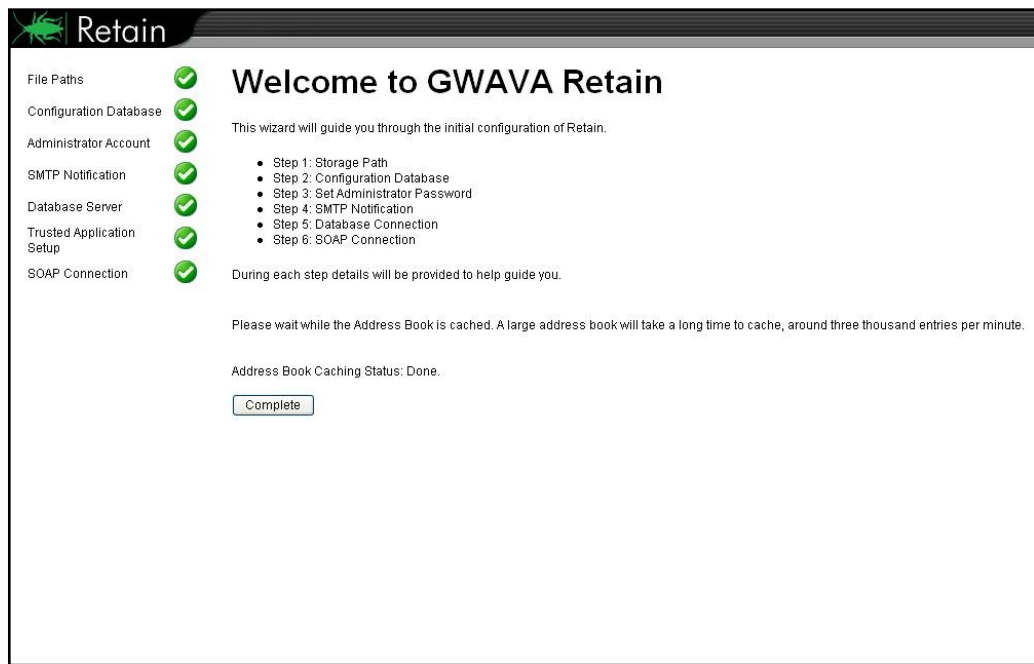 Retain
File Paths
Configuration Database
Administrator Account
SMTP Notification
Database Server
Trusted Application
Setup
SOAP Connection
Welcome to GWAVA Retain
This wizard will guide you through the initial configuration of Retain.
Step 1: Storage Path
Step 2: Configuration Database
Step 3: Set Administrator Password
Step 4: SMTP Notification
Step 5: Database Connection
Step 6: SOAP Connection
During each step details will be provided to help guide you.
Please wait while the Address Book is cached. A large address book will take a long time to cache, around three thousand entries per minute.
Address Book Caching Status: Done.
Complete